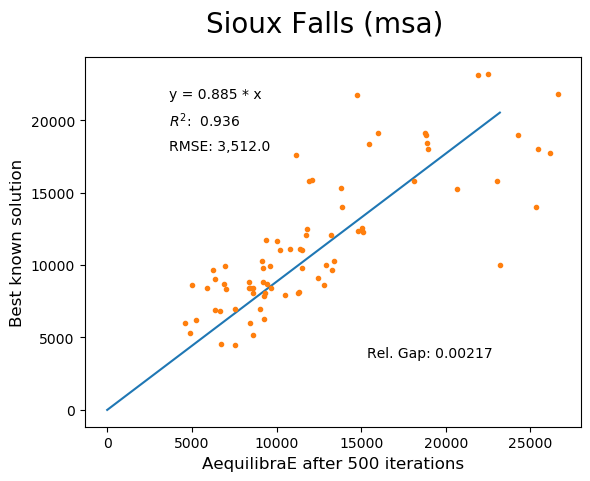 Sioux Falls (msa)
y = 0.885 * x
R²: 0.936
RMSE: 3,512.0
Rel. Gap: 0.00217
Best known solution
20000
15000
10000
5000
0
0 5000 10000 15000 20000 25000
AequilibraE after 500 iterations